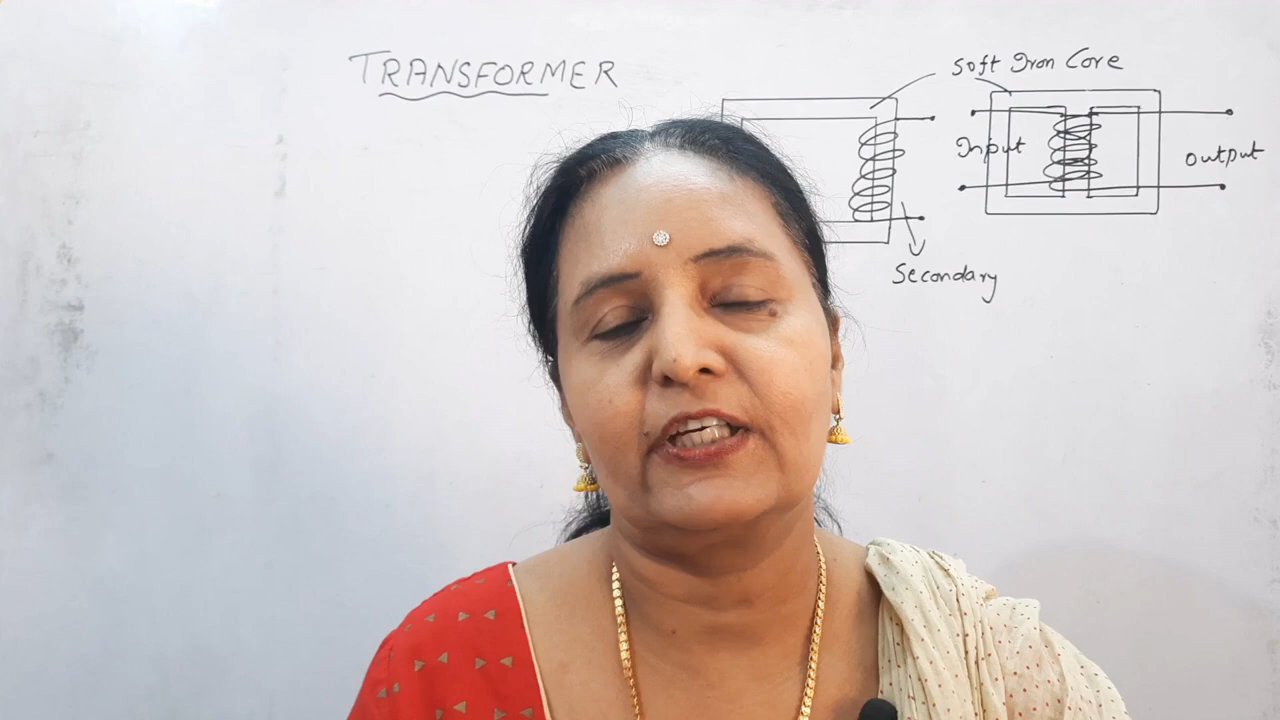 TRANSFORMER
Soft Iron Core
Input
Output
Secondary